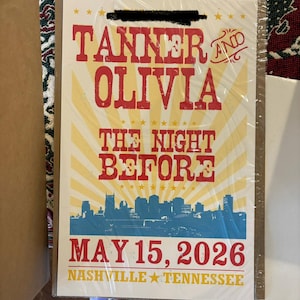 TANNER AND
OLIVIA
THE NIGHT
BEFORE
MAY 15, 2026
NASHVILLE ★ TENNESSEE